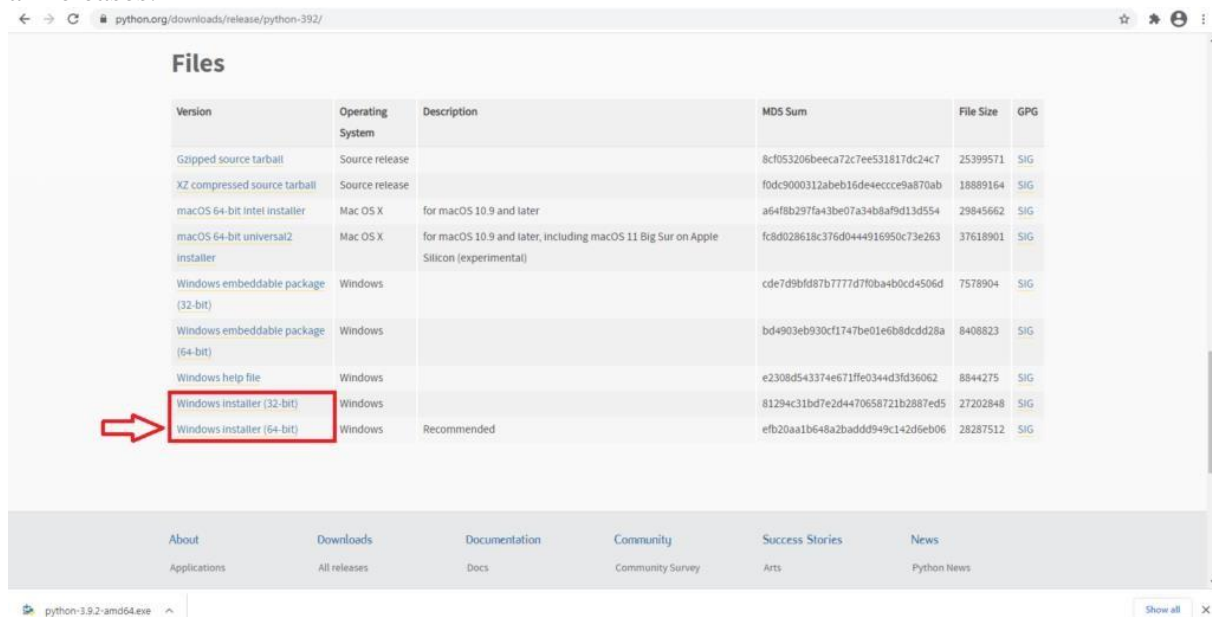 python.org/downloads/release/python-392/
Files
Version Operating System Description MD5 Sum File Size GPG
Gzipped source tarball Source release 8cf053206beeca72c7ee531817dc24c7 25399571 SIG
XZ compressed source tarball Source release f0dc9000312abeb16de4eccce9a870ab 18889164 SIG
macOS 64-bit Intel installer Mac OS X for macOS 10.9 and later a64f8b297fa43be07a34b8af9d13d554 29845662 SIG
macOS 64-bit universal2 Mac OS X for macOS 10.9 and later, including macOS 11 Big Sur on Apple fc8d028618c376d0444916950c73e263 37618901 SIG
installer Silicon (experimental)
Windows embeddable package Windows cde7d9bfd87b7777d7f0ba4b0cd4506d 7578904 SIG
(32-bit)
Windows embeddable package Windows bd4903eb930cf1747be01e6b8dcdd28a 8408823 SIG
(64-bit)
Windows help file Windows e2308d543374e671ffe0344d3fd36062 8844275 SIG
Windows installer (32-bit) Windows 81294c31bd7e2d4470658721b2887ed5 27202848 SIG
Windows installer (64-bit) Windows Recommended efb20aa1b648a2baddd949c142d6eb06 28287512 SIG
About Downloads Documentation Community Success Stories News
Applications All releases Docs Community Survey Arts Python News
python-3.9.2-amd64.exe Show all